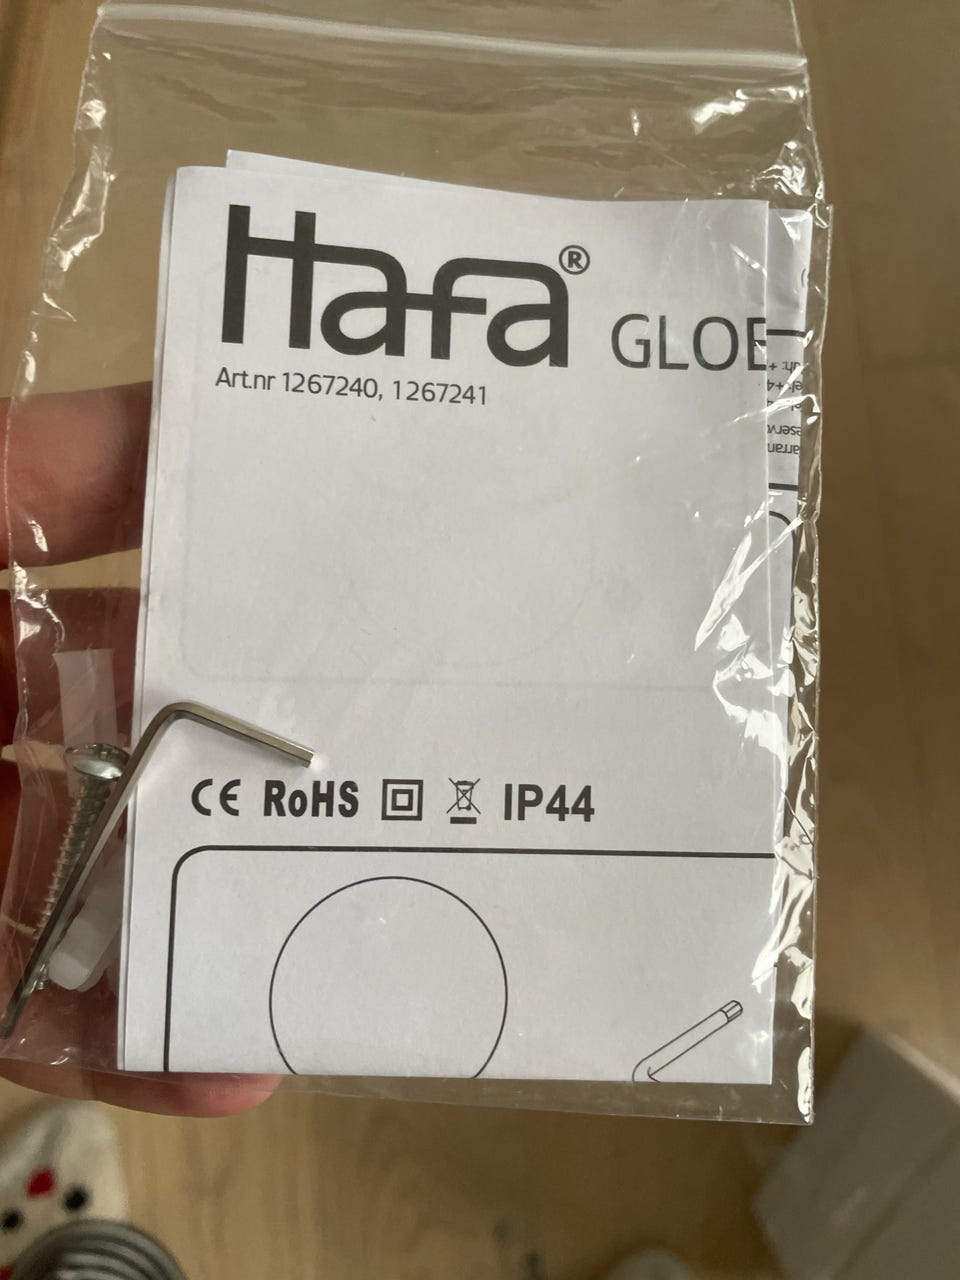 Hafa® GLOB
Art.nr 1267240, 1267241
CE RoHS IP44